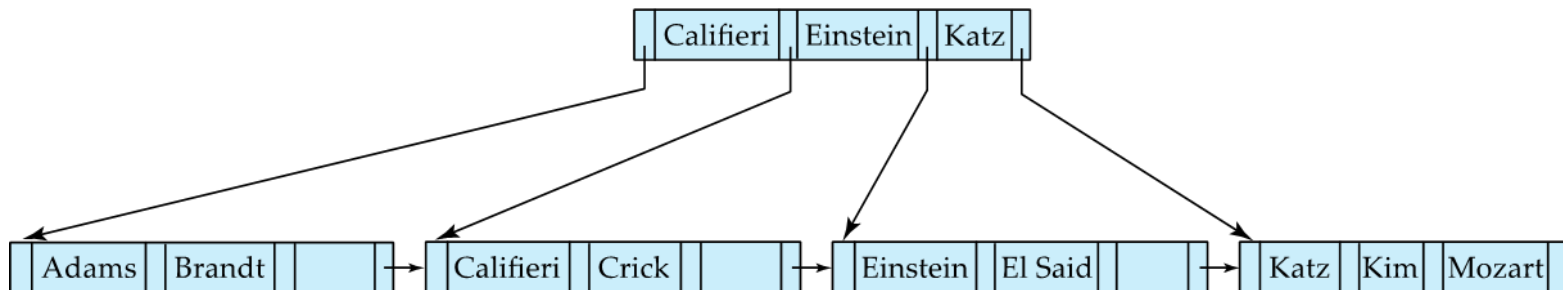 Califieri Einstein Katz
Adams Brandt Califieri Crick Einstein El Said Katz Kim Mozart